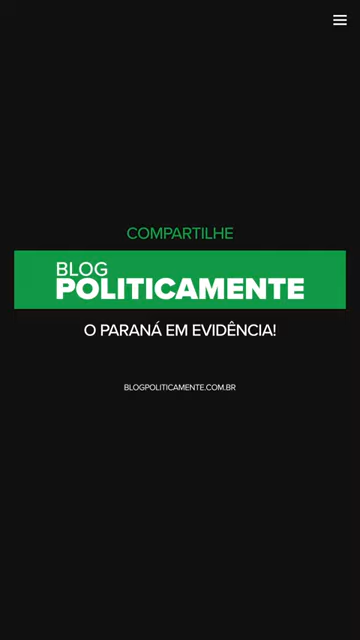 COMPARTILHE
BLOG
POLITICAMENTE
O PARANÁ EM EVIDÊNCIA!
BLOGPOLITICAMENTE.COM.BR